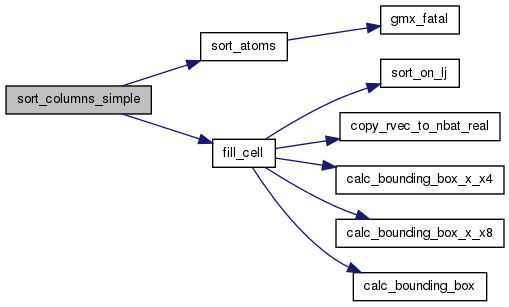 gmx_fatal
sort_atoms
sort_on_lj
sort_columns_simple
copy_rvec_to_nbat_real
fill_cell
calc_bounding_box_x_x4
calc_bounding_box_x_x8
calc_bounding_box